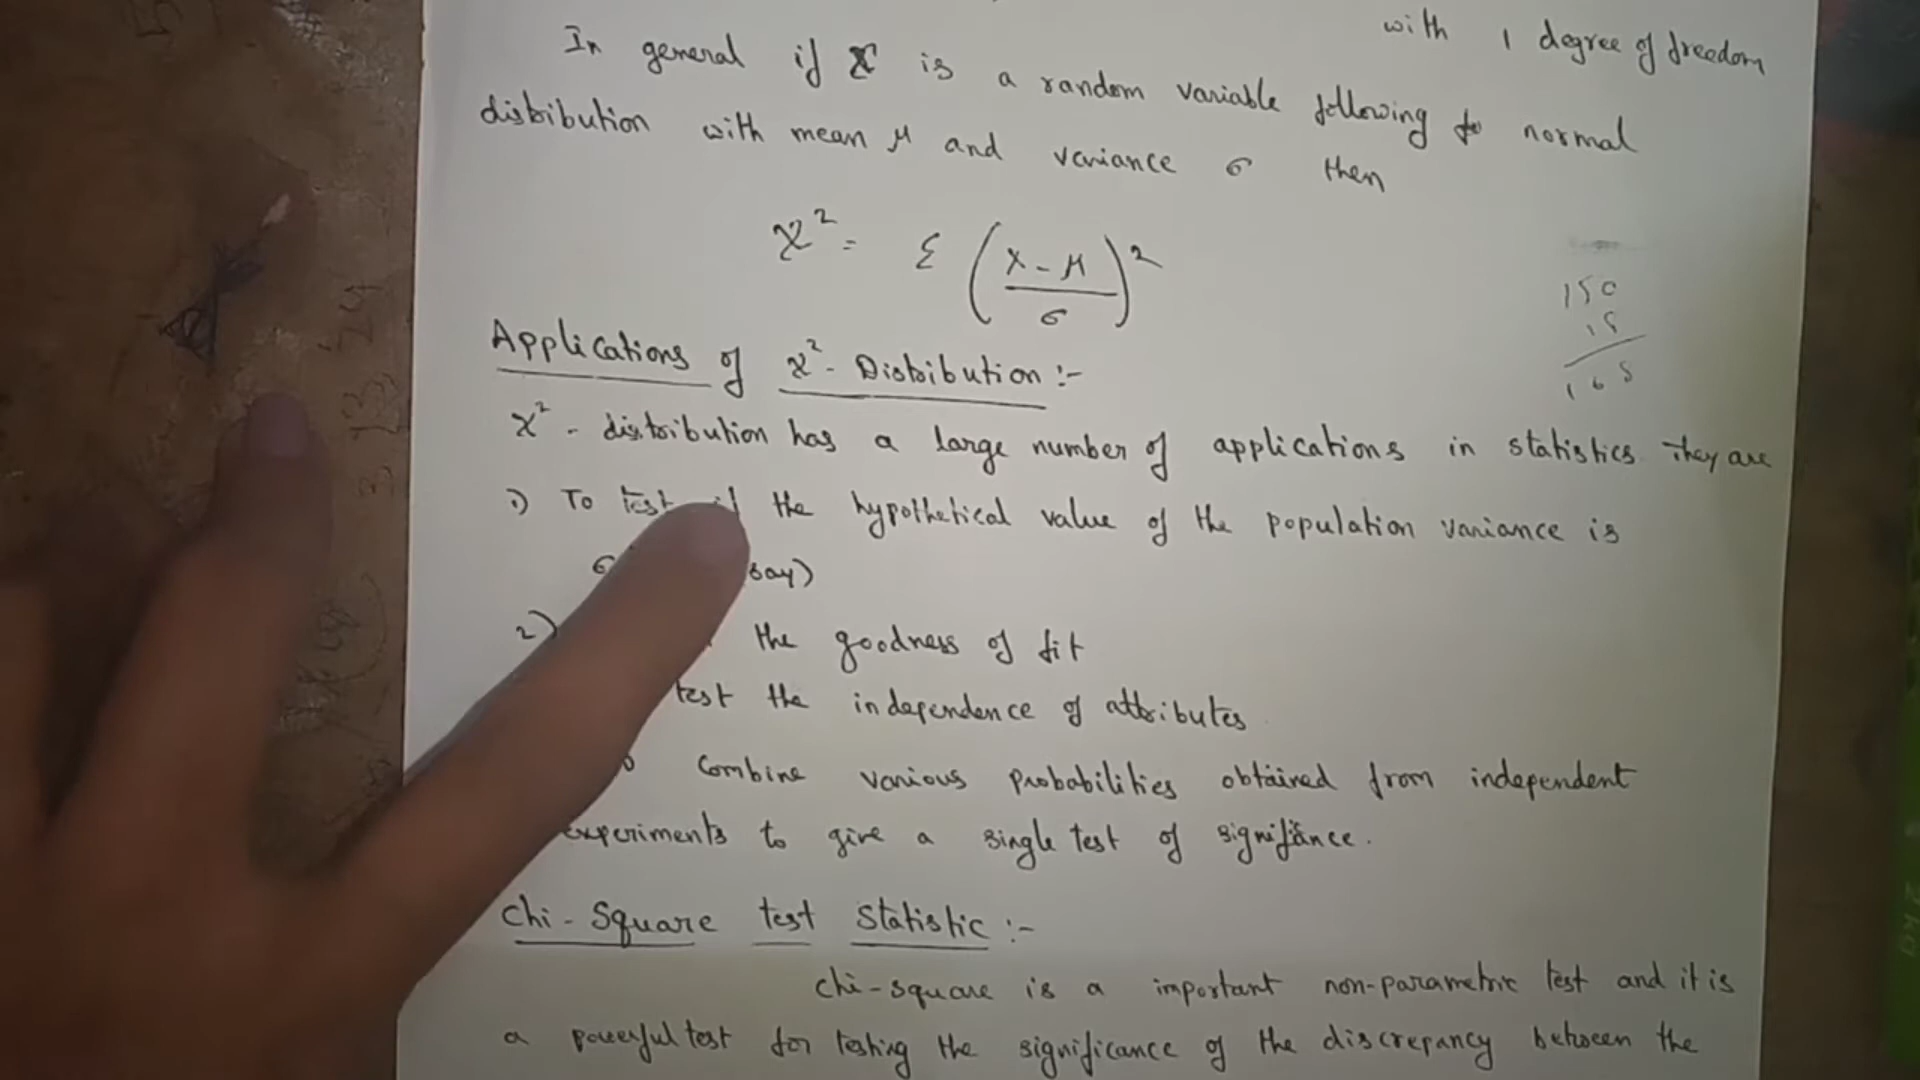 with 1 degree of freedom
In general if X is a random variable following to normal
distribution with mean μ and variance σ then
χ² = Σ (X - μ / σ)²
150
15
165
Applications of χ² - Distribution :-
χ² - distribution has a large number of applications in statistics They are
1) To test if the hypothetical value of the population variance is
say)
2) the goodness of fit
test the independence of attributes
combine various probabilities obtained from independent
experiments to give a single test of signifance.
Chi - Square test Statistic :-
chi-square is a important non-parametric test and it is
a powerful test for testing the significance of the discrepancy between the